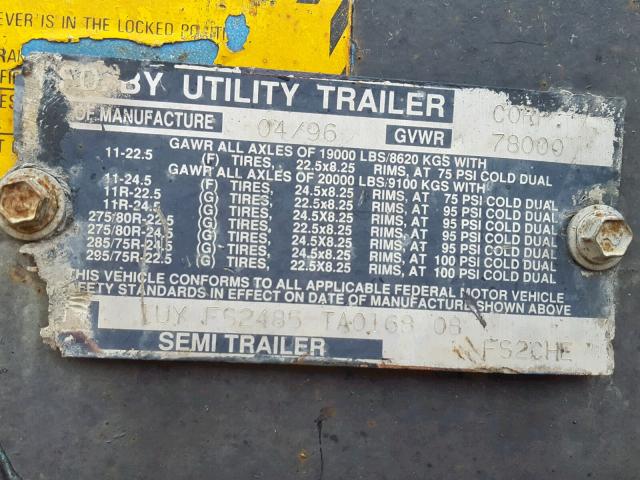 EVER IS IN THE LOCKED POSITI
BY UTILITY TRAILER CORP
OF MANUFACTURE 04/96 GVWR 78000
GAWR ALL AXLES OF 19000 LBS/8620 KGS WITH
11-22.5 (F) TIRES, 22.5x8.25 RIMS, AT 75 PSI COLD DUAL
GAWR ALL AXLES OF 20000 LBS/9100 KGS WITH
11-24.5 (F) TIRES, 24.5x8.25 RIMS, AT 75 PSI COLD DUAL
11R-22.5 (G) TIRES, 22.5x8.25 RIMS, AT 95 PSI COLD DUAL
11R-24.5 (G) TIRES, 24.5x8.25 RIMS, AT 95 PSI COLD DUAL
275/80R-22.5 (G) TIRES, 22.5x8.25 RIMS, AT 95 PSI COLD DUAL
275/80R-24.5 (G) TIRES, 24.5x8.25 RIMS, AT 95 PSI COLD DUAL
285/75R-24.5 (G) TIRES, 24.5x8.25 RIMS, AT 100 PSI COLD DUAL
295/75R-22.5 (G) TIRES, 22.5x8.25 RIMS, AT 100 PSI COLD DUAL
THIS VEHICLE CONFORMS TO ALL APPLICABLE FEDERAL MOTOR VEHICLE
SAFETY STANDARDS IN EFFECT ON DATE OF MANUFACTURE SHOWN ABOVE
1UY FS2485 TA0168 08
SEMI TRAILER FS2CHE